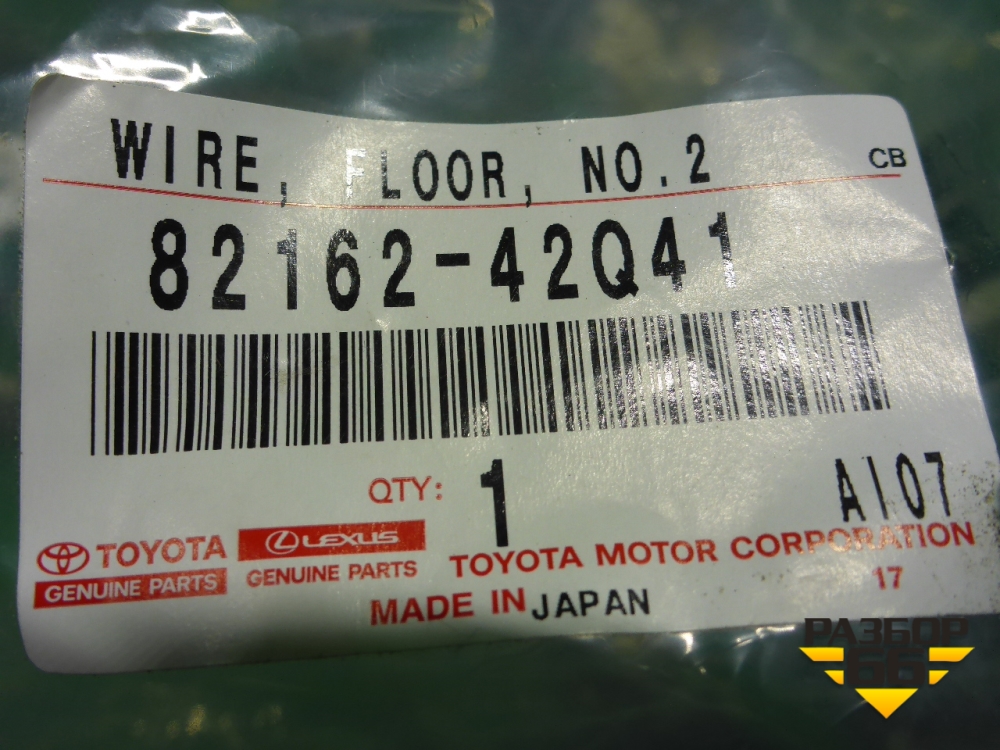 WIRE, FLOOR, NO.2
CB
82162-42Q41
QTY: 1
AI07
TOYOTA
GENUINE PARTS
LEXUS
GENUINE PARTS
TOYOTA MOTOR CORPORATION
17
MADE IN JAPAN
РАЗБОР
66